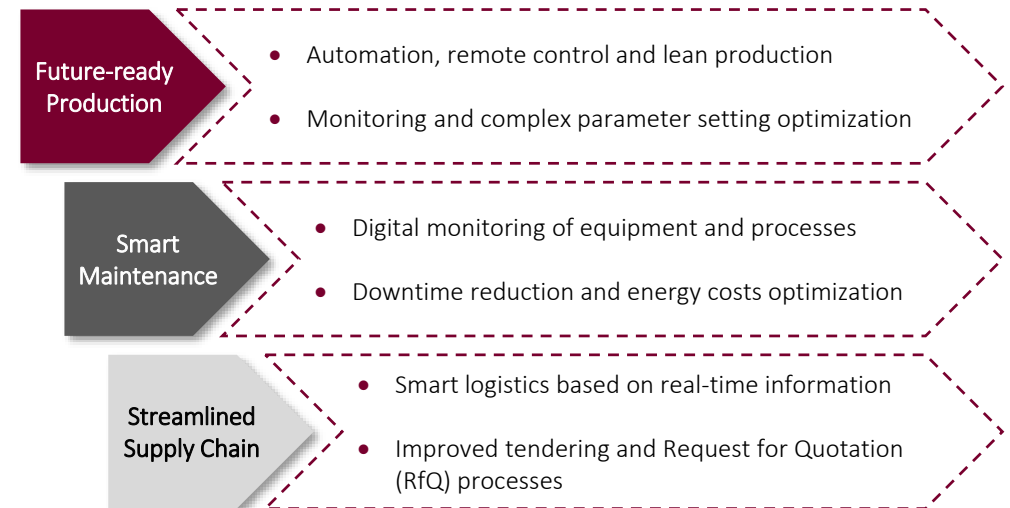 Future-ready
Production
• Automation, remote control and lean production
• Monitoring and complex parameter setting optimization
Smart
Maintenance
• Digital monitoring of equipment and processes
• Downtime reduction and energy costs optimization
Streamlined
Supply Chain
• Smart logistics based on real-time information
• Improved tendering and Request for Quotation
(RfQ) processes